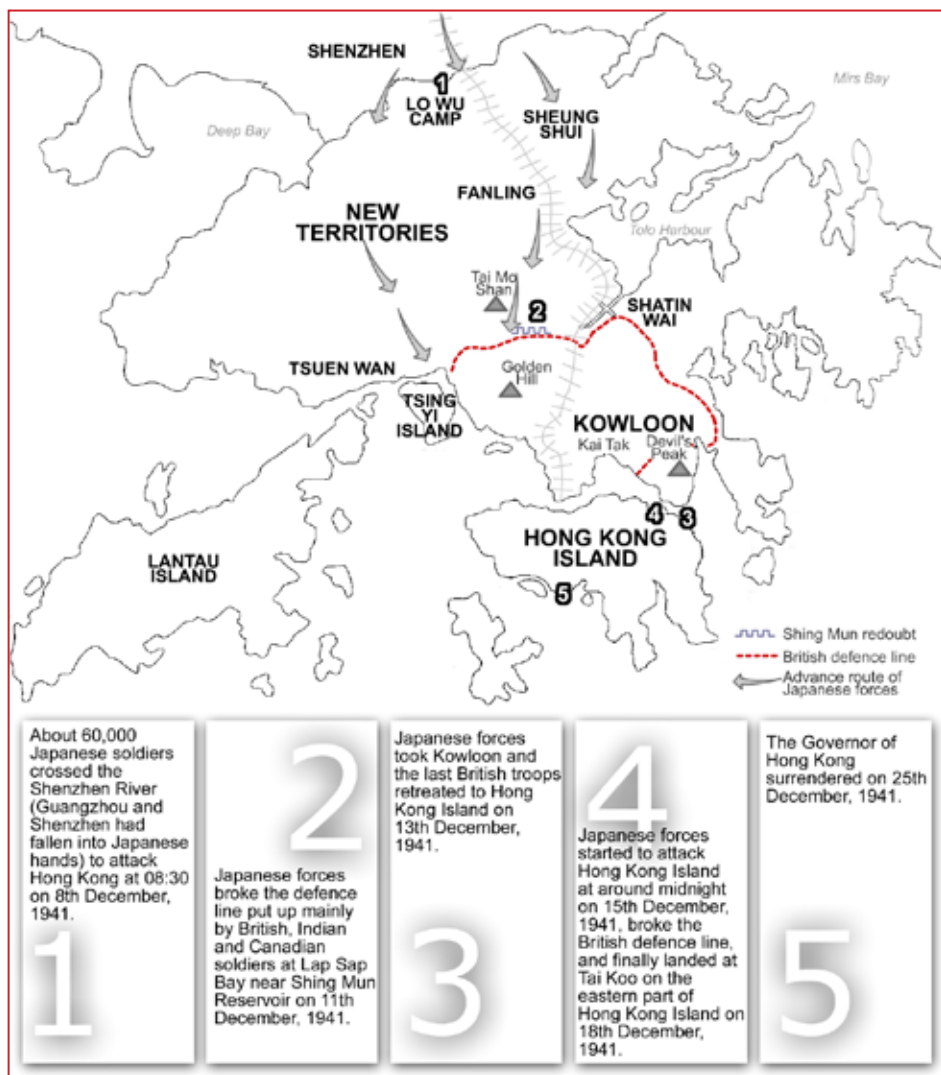 SHENZHEN
1
LO WU
CAMP
Mirs Bay
Deep Bay
SHEUNG
SHUI
FANLING
NEW
TERRITORIES
Tolo Harbour
Tai Mo
Shan
2
SHATIN
WAI
TSUEN WAN
Golden
Hill
TSING
YI
ISLAND
KOWLOON
Kai Tak
Devil's
Peak
4
3
HONG KONG
ISLAND
LANTAU
ISLAND
5
Shing Mun redoubt
British defence line
Advance route of
Japanese forces
About 60,000
Japanese soldiers
crossed the
Shenzhen River
(Guangzhou and
Shenzhen had
fallen into Japanese
hands) to attack
Hong Kong at 08:30
on 8th December,
1941.
1
2
Japanese forces
broke the defence
line put up mainly
by British, Indian
and Canadian
soldiers at Lap Sap
Bay near Shing Mun
Reservoir on 11th
December, 1941.
Japanese forces
took Kowloon and
the last British troops
retreated to Hong
Kong Island on
13th December,
1941.
3
4
Japanese forces
started to attack
Hong Kong Island
at around midnight
on 15th December,
1941, broke the
British defence line,
and finally landed at
Tai Koo on the
eastern part of
Hong Kong Island on
18th December,
1941.
The Governor of
Hong Kong
surrendered on 25th
December, 1941.
5